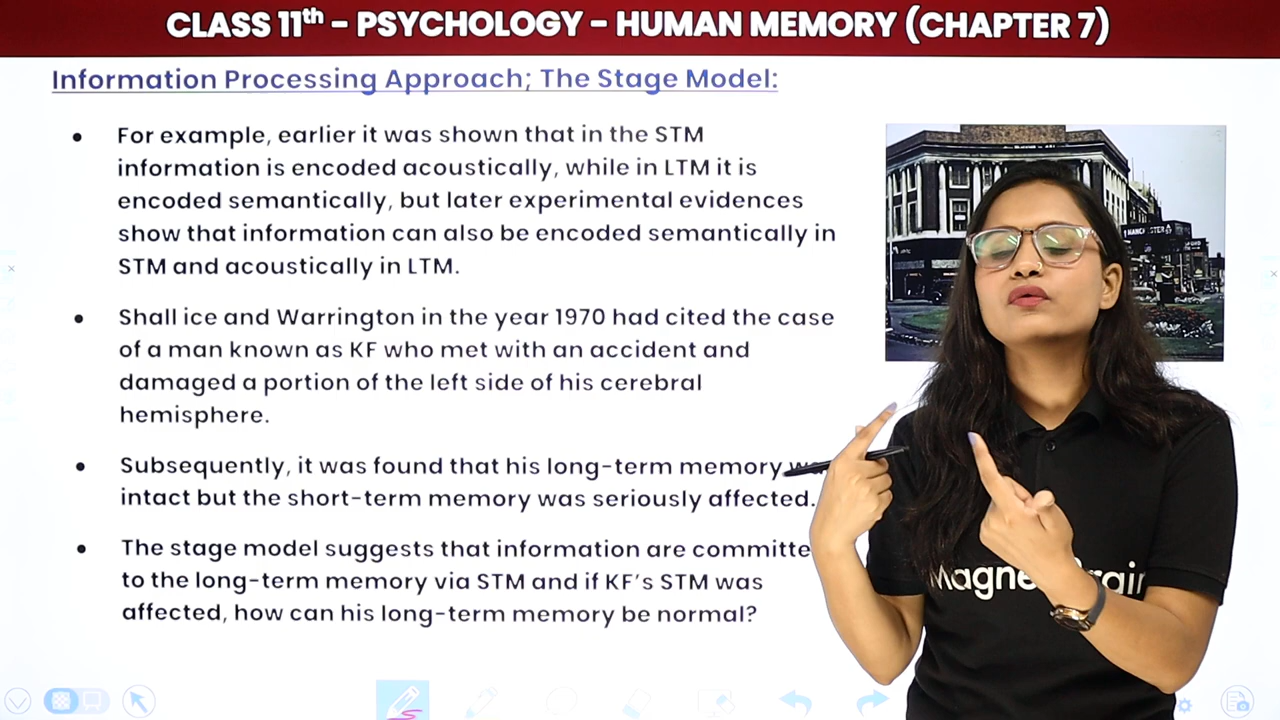 CLASS 11th - PSYCHOLOGY - HUMAN MEMORY (CHAPTER 7)
Information Processing Approach; The Stage Model:
• For example, earlier it was shown that in the STM
information is encoded acoustically, while in LTM it is
encoded semantically, but later experimental evidences
show that information can also be encoded semantically in
STM and acoustically in LTM.
• Shall ice and Warrington in the year 1970 had cited the case
of a man known as KF who met with an accident and
damaged a portion of the left side of his cerebral
hemisphere.
• Subsequently, it was found that his long-term memory
intact but the short-term memory was seriously affected.
• The stage model suggests that information are committe
to the long-term memory via STM and if KF's STM was
affected, how can his long-term memory be normal?